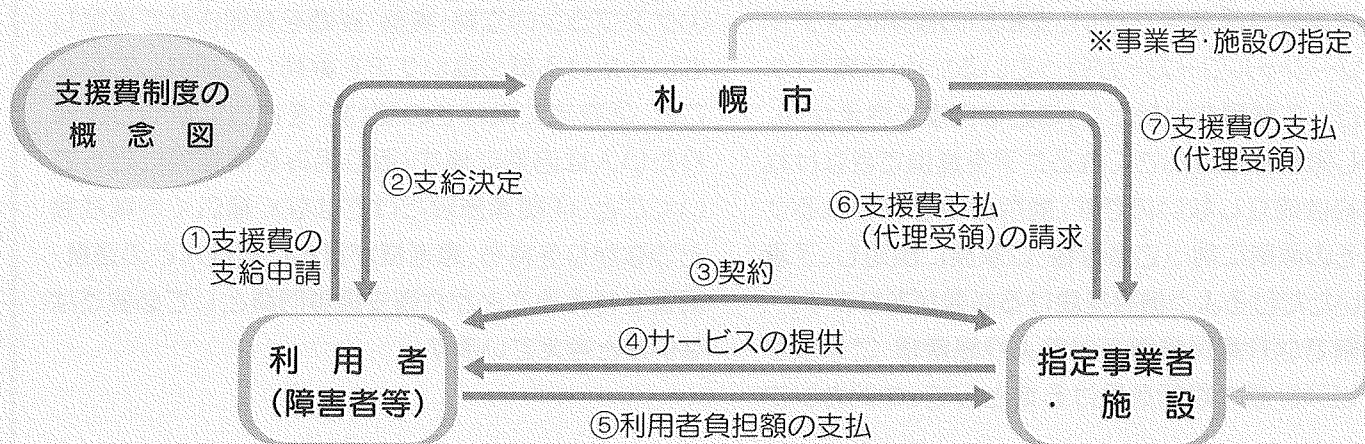 支援費制度の
概念図
※事業者・施設の指定
札幌市
①支援費の
支給申請
②支給決定
③契約
④サービスの提供
⑤利用者負担額の支払
⑥支援費支払
(代理受領)の請求
⑦支援費の支払
(代理受領)
利用者
(障害者等)
指定事業者
・施設